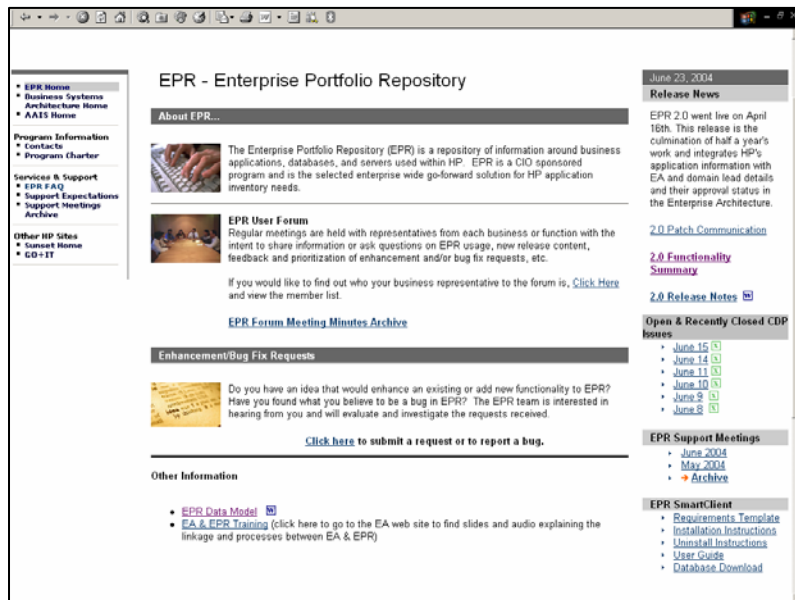 EPR Home
Business Systems
Architecture Home
AAIS Home
Program Information
Contacts
Program Charter
Services & Support
EPR FAQ
Support Expectations
Support Meetings
Archive
Other HP Sites
Sunset Home
GO+IT
EPR - Enterprise Portfolio Repository
About EPR...
The Enterprise Portfolio Repository (EPR) is a repository of information around business
applications, databases, and servers used within HP. EPR is a CIO sponsored
program and is the selected enterprise wide go-forward solution for HP application
inventory needs.
EPR User Forum
Regular meetings are held with representatives from each business or function with the
intent to share information or ask questions on EPR usage, new release content,
feedback and prioritization of enhancement and/or bug fix requests, etc.
If you would like to find out who your business representative to the forum is, Click Here
and view the member list.
EPR Forum Meeting Minutes Archive
Enhancement/Bug Fix Requests
Do you have an idea that would enhance an existing or add new functionality to EPR?
Have you found what you believe to be a bug in EPR? The EPR team is interested in
hearing from you and will evaluate and investigate the requests received.
Click here to submit a request or to report a bug.
Other Information
EPR Data Model
EA & EPR Training (click here to go to the EA web site to find slides and audio explaining the
linkage and processes between EA & EPR)
June 23, 2004
Release News
EPR 2.0 went live on April
16th. This release is the
culmination of half a year's
work and integrates HP's
application information with
EA and domain lead details
and their approval status in
the Enterprise Architecture.
2.0 Patch Communication
2.0 Functionality
Summary
2.0 Release Notes
Open & Recently Closed CDP
Issues
June 15
June 14
June 11
June 10
June 9
June 8
EPR Support Meetings
June 2004
May 2004
Archive
EPR SmartClient
Requirements Template
Installation Instructions
Uninstall Instructions
User Guide
Database Download